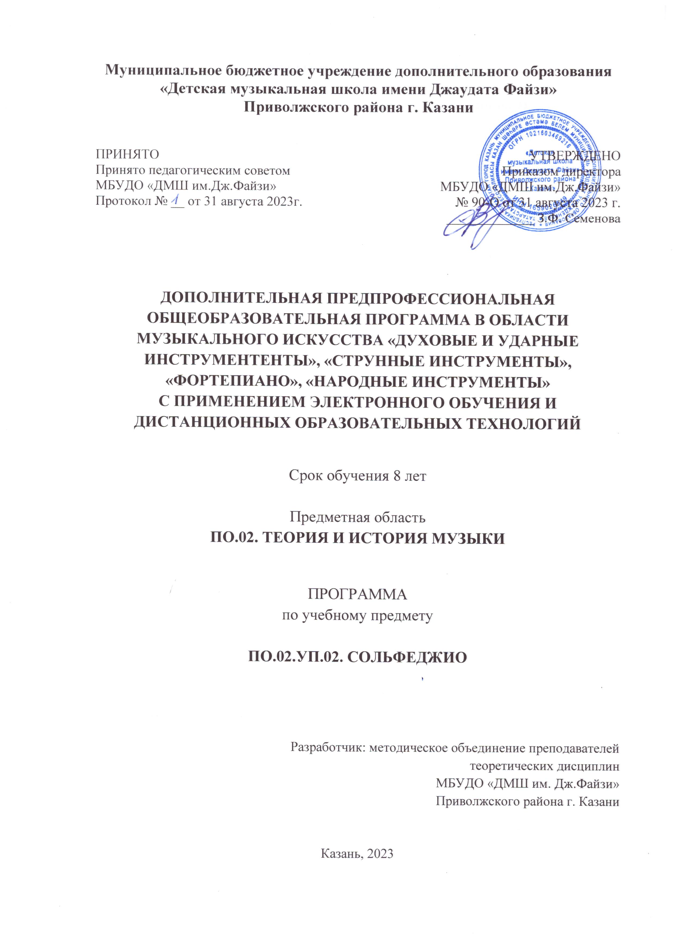 Муниципальное бюджетное учреждение дополнительного образования
«Детская музыкальная школа имени Джаудата Файзи»
Приволжского района г. Казани
ПРИНЯТО
Принято педагогическим советом
МБУДО «ДМШ им.Дж.Файзи»
Протокол № 1 от 31 августа 2023г.
УТВЕРЖДЕНО
Приказом директора
МБУДО «ДМШ им.Дж.Файзи»
от 31 августа 2023 г.
З.Ф. Семенова
ДОПОЛНИТЕЛЬНАЯ ПРЕДПРОФЕССИОНАЛЬНАЯ
ОБЩЕОБРАЗОВАТЕЛЬНАЯ ПРОГРАММА В ОБЛАСТИ
МУЗЫКАЛЬНОГО ИСКУССТВА «ДУХОВЫЕ И УДАРНЫЕ
ИНСТРУМЕНТЕНТЫ», «СТРУННЫЕ ИНСТРУМЕНТЫ»,
«ФОРТЕПИАНО», «НАРОДНЫЕ ИНСТРУМЕНТЫ»
С ПРИМЕНЕНИЕМ ЭЛЕКТРОННОГО ОБУЧЕНИЯ И
ДИСТАНЦИОННЫХ ОБРАЗОВАТЕЛЬНЫХ ТЕХНОЛОГИЙ
Срок обучения 8 лет
Предметная область
ПО.02. ТЕОРИЯ И ИСТОРИЯ МУЗЫКИ
ПРОГРАММА
по учебному предмету
ПО.02.УП.02. СОЛЬФЕДЖИО
Разработчик: методическое объединение преподавателей
теоретических дисциплин
МБУДО «ДМШ им. Дж.Файзи»
Приволжского района г. Казани
Казань, 2023